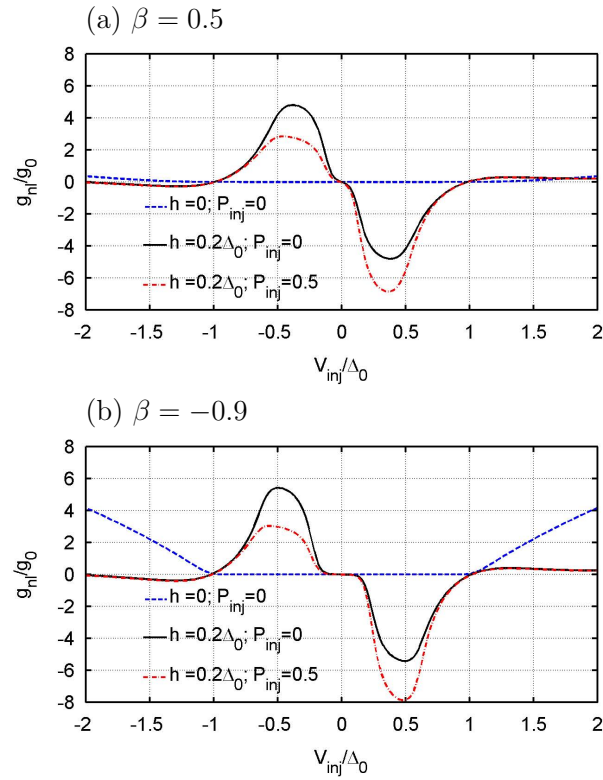 (a) β = 0.5
g_nl/g_0
8
6
4
2
0
-2
-4
-6
-8
h=0; P_inj=0
h=0.2Δ_0; P_inj=0
h=0.2Δ_0; P_inj=0.5
-2 -1.5 -1 -0.5 0 0.5 1 1.5 2
V_inj/Δ_0
(b) β = −0.9
g_nl/g_0
8
6
4
2
0
-2
-4
-6
-8
h=0; P_inj=0
h=0.2Δ_0; P_inj=0
h=0.2Δ_0; P_inj=0.5
-2 -1.5 -1 -0.5 0 0.5 1 1.5 2
V_inj/Δ_0